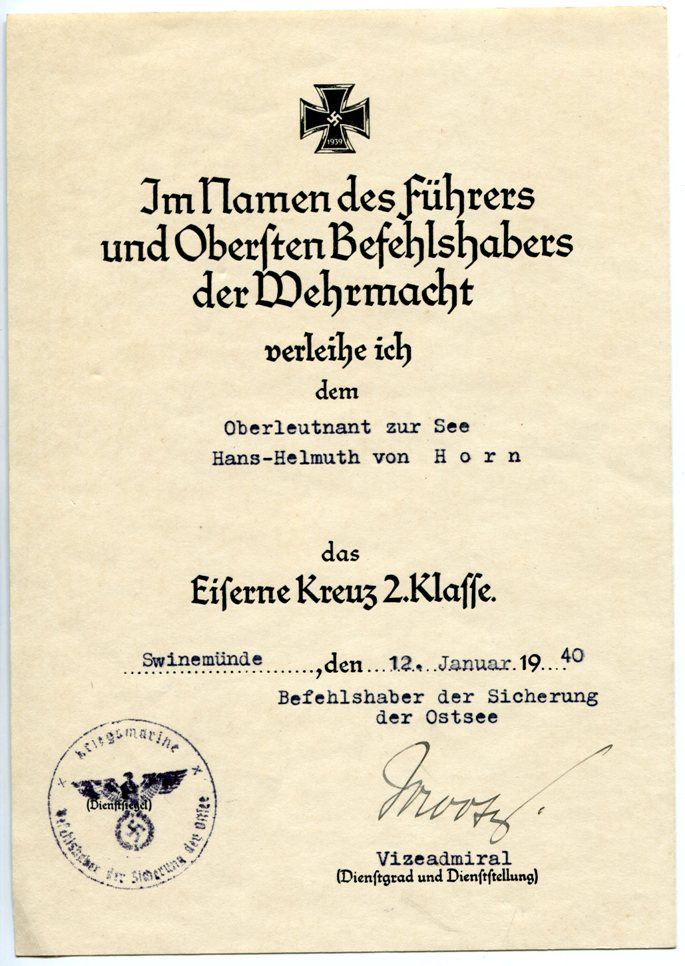 1939
Im Namen des Führers
und Oberſten Befehlshabers
der Wehrmacht
verleihe ich
dem
Oberleutnant zur See
Hans-Helmuth von H o r n
das
Eiſerne Kreuz 2.Klaſſe.
Swinemünde, den 12. Januar 1940
Befehlshaber der Sicherung
der Ostsee
Kriegsmarine
(Dienſtſiegel)
Befehlshaber der Sicherung der Ostsee
Vizeadmiral
(Dienſtgrad und Dienſtſtellung)